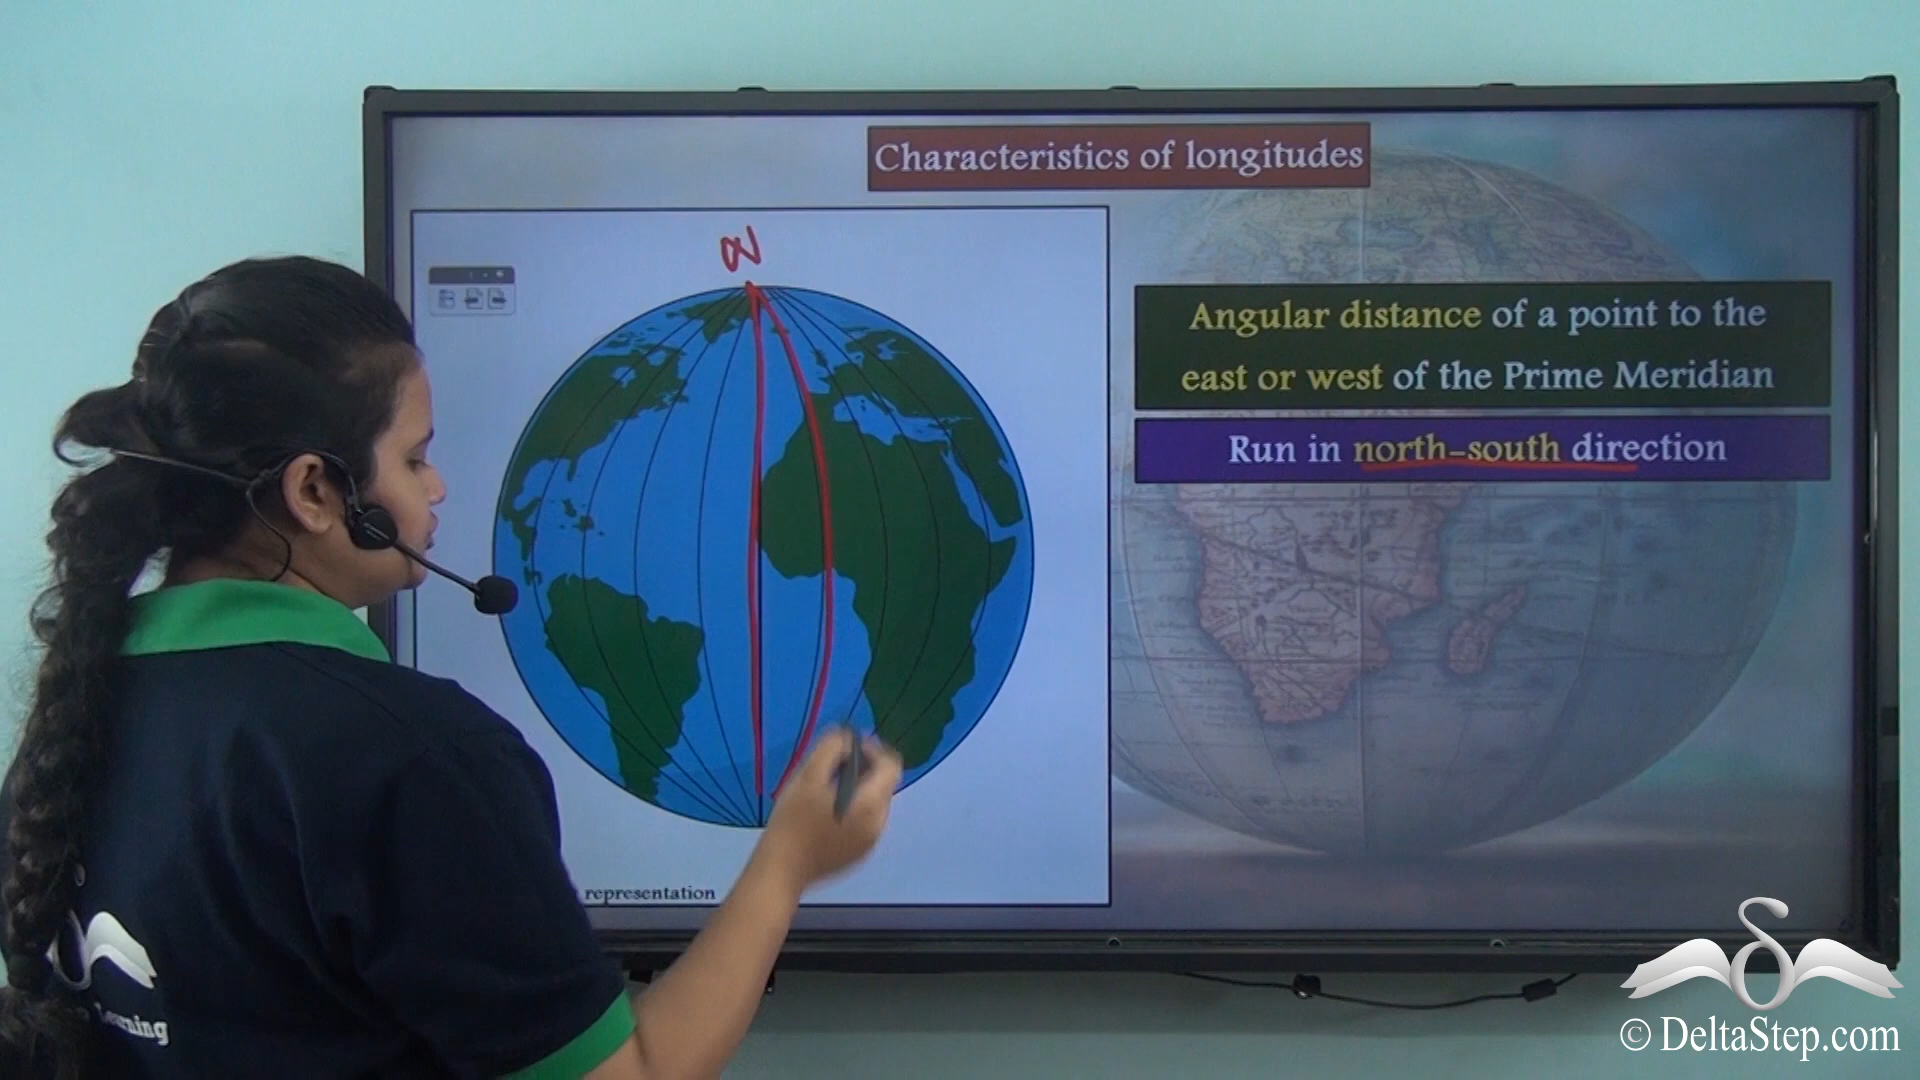 Characteristics of longitudes
N
Angular distance of a point to the
east or west of the Prime Meridian
Run in north-south direction
representation
Learning
© DeltaStep.com